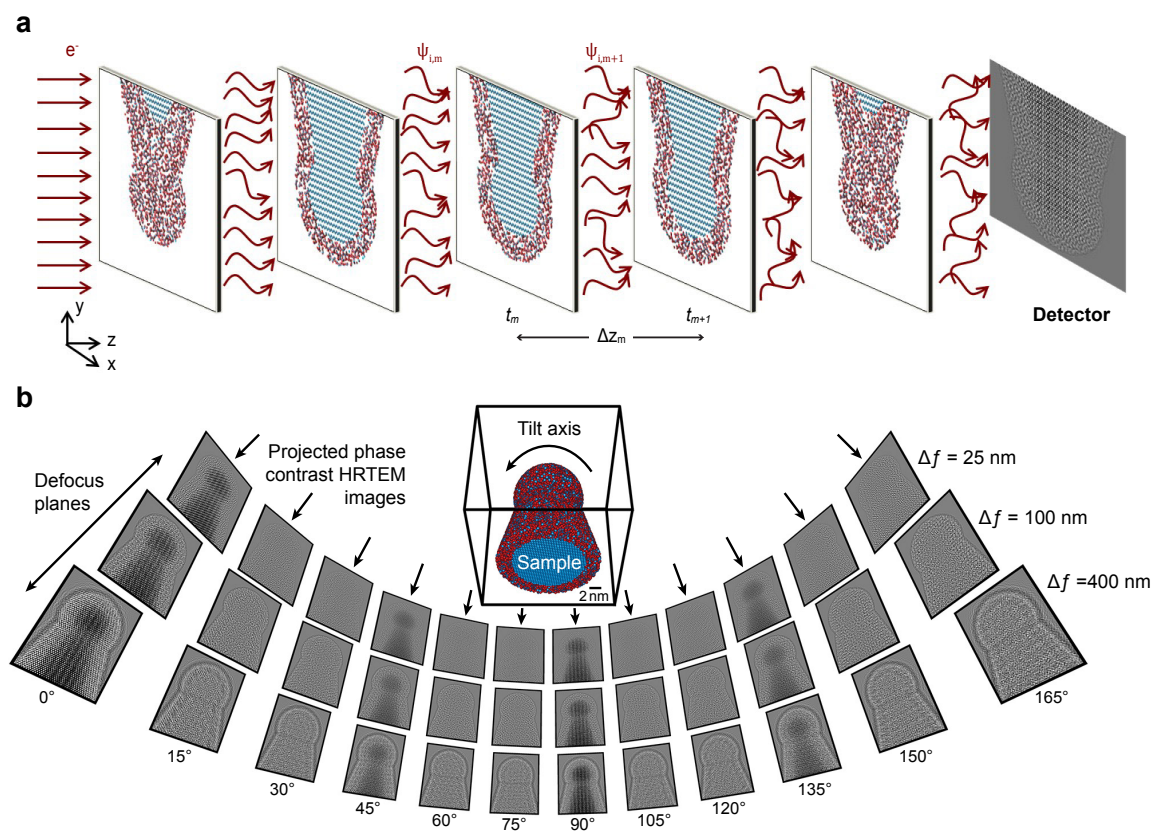 a
e-
ψi,m
ψi,m+1
y
z
x
tm
tm+1
Δzm
Detector
b
Defocus
planes
Projected phase
contrast HRTEM
images
Tilt axis
Sample
2 nm
Δf = 25 nm
Δf = 100 nm
Δf =400 nm
0°
15°
30°
45°
60°
75°
90°
105°
120°
135°
150°
165°